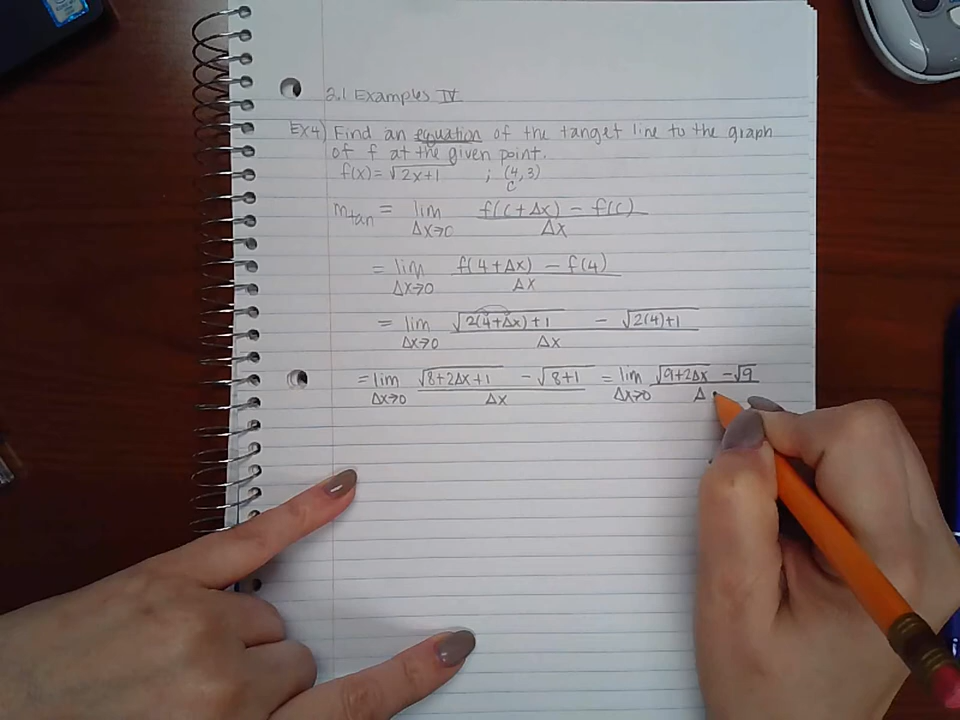 2.1 Examples IV
Ex4) Find an equation of the tanget line to the graph
of f at the given point.
f(x) = √2x+1 ; (4, 3)
c
mtan = lim Δx→0 f(c+Δx) - f(c) / Δx
= lim Δx→0 f(4+Δx) - f(4) / Δx
= lim Δx→0 √2(4+Δx)+1 - √2(4)+1 / Δx
= lim Δx→0 √8+2Δx+1 - √8+1 / Δx = lim Δx→0 √9+2Δx - √9 / Δ